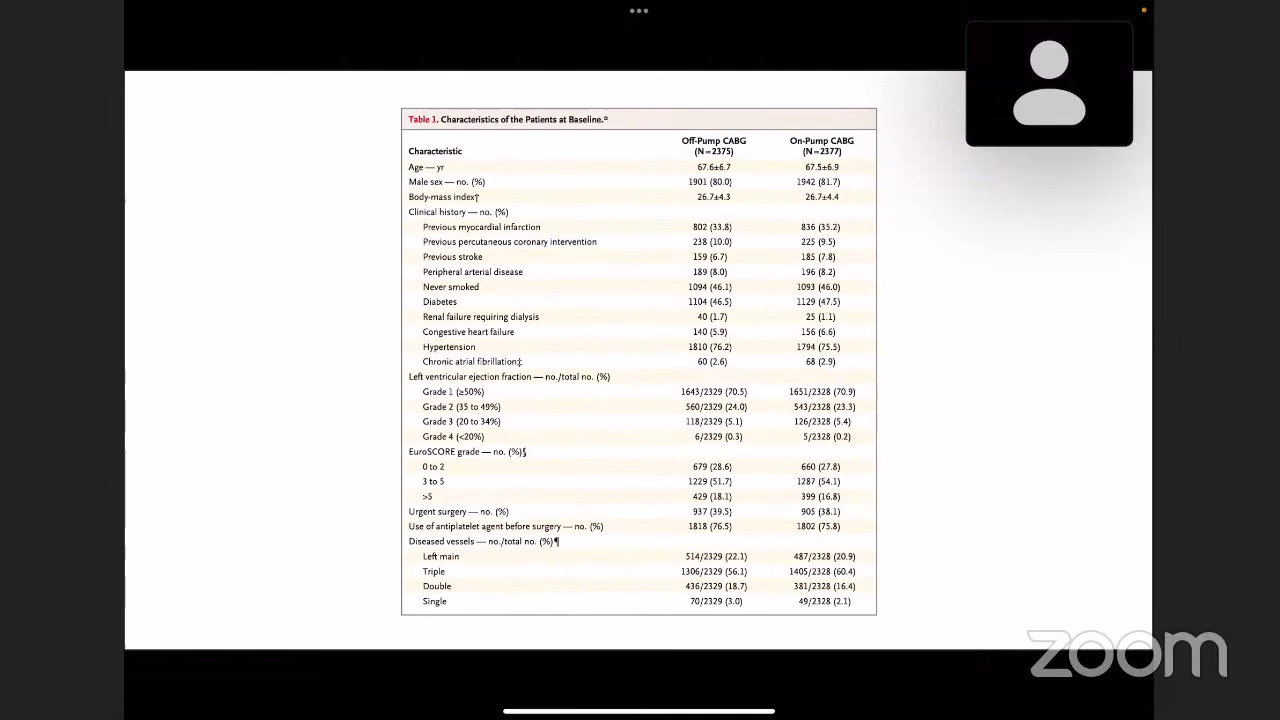 Table 1. Characteristics of the Patients at Baseline.*
Characteristic Off-Pump CABG (N=2375) On-Pump CABG (N=2377)
Age — yr 67.6±6.7 67.5±6.9
Male sex — no. (%) 1901 (80.0) 1942 (81.7)
Body-mass index† 26.7±4.3 26.7±4.4
Clinical history — no. (%)
Previous myocardial infarction 802 (33.8) 836 (35.2)
Previous percutaneous coronary intervention 238 (10.0) 225 (9.5)
Previous stroke 159 (6.7) 185 (7.8)
Peripheral arterial disease 189 (8.0) 196 (8.2)
Never smoked 1094 (46.1) 1093 (46.0)
Diabetes 1104 (46.5) 1129 (47.5)
Renal failure requiring dialysis 40 (1.7) 25 (1.1)
Congestive heart failure 140 (5.9) 156 (6.6)
Hypertension 1810 (76.2) 1794 (75.5)
Chronic atrial fibrillation‡ 60 (2.6) 68 (2.9)
Left ventricular ejection fraction — no./total no. (%)
Grade 1 (≥50%) 1643/2329 (70.5) 1651/2328 (70.9)
Grade 2 (35 to 49%) 560/2329 (24.0) 543/2328 (23.3)
Grade 3 (20 to 34%) 118/2329 (5.1) 126/2328 (5.4)
Grade 4 (<20%) 6/2329 (0.3) 5/2328 (0.2)
EuroSCORE grade — no. (%)§
0 to 2 679 (28.6) 660 (27.8)
3 to 5 1229 (51.7) 1287 (54.1)
>5 429 (18.1) 399 (16.8)
Urgent surgery — no. (%) 937 (39.5) 905 (38.1)
Use of antiplatelet agent before surgery — no. (%) 1818 (76.5) 1802 (75.8)
Diseased vessels — no./total no. (%)¶
Left main 514/2329 (22.1) 487/2328 (20.9)
Triple 1306/2329 (56.1) 1405/2328 (60.4)
Double 436/2329 (18.7) 381/2328 (16.4)
Single 70/2329 (3.0) 49/2328 (2.1)
zoom